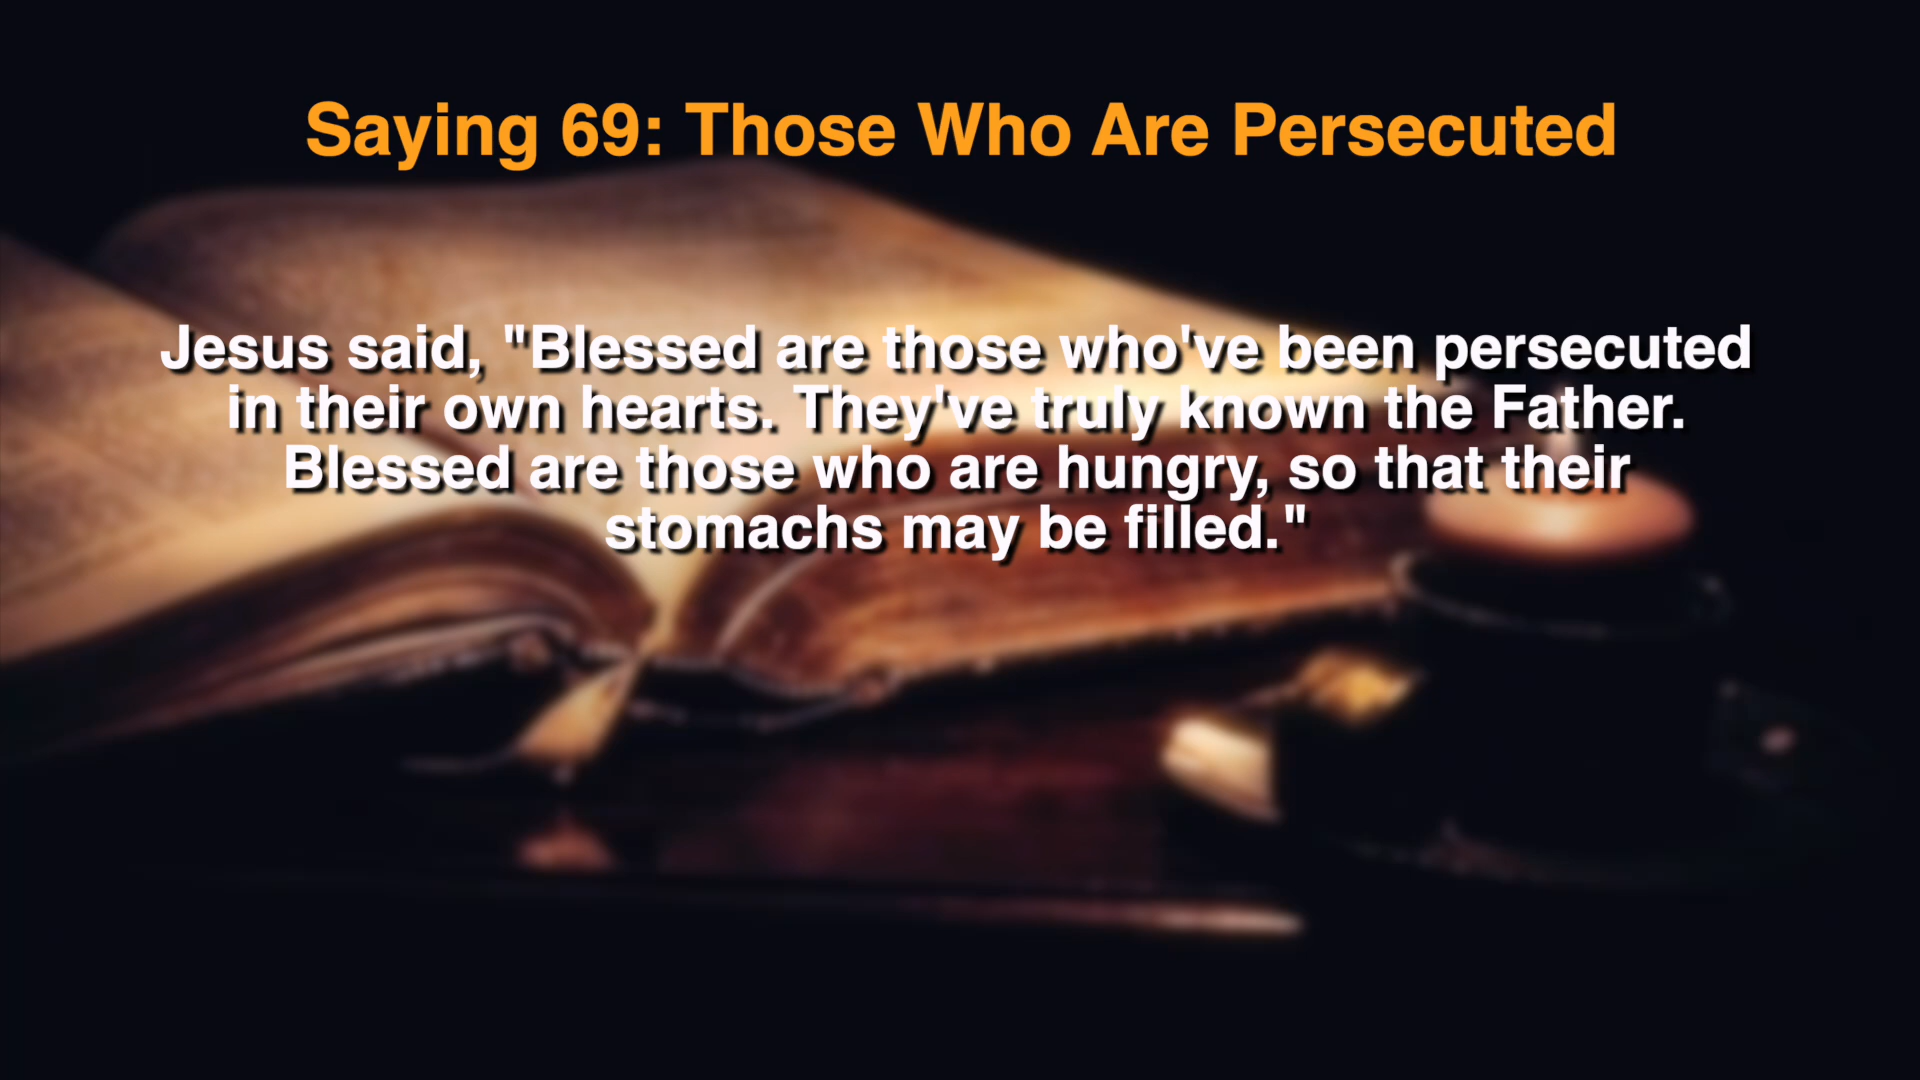 Saying 69: Those Who Are Persecuted
Jesus said, "Blessed are those who've been persecuted
in their own hearts. They've truly known the Father.
Blessed are those who are hungry, so that their
stomachs may be filled."